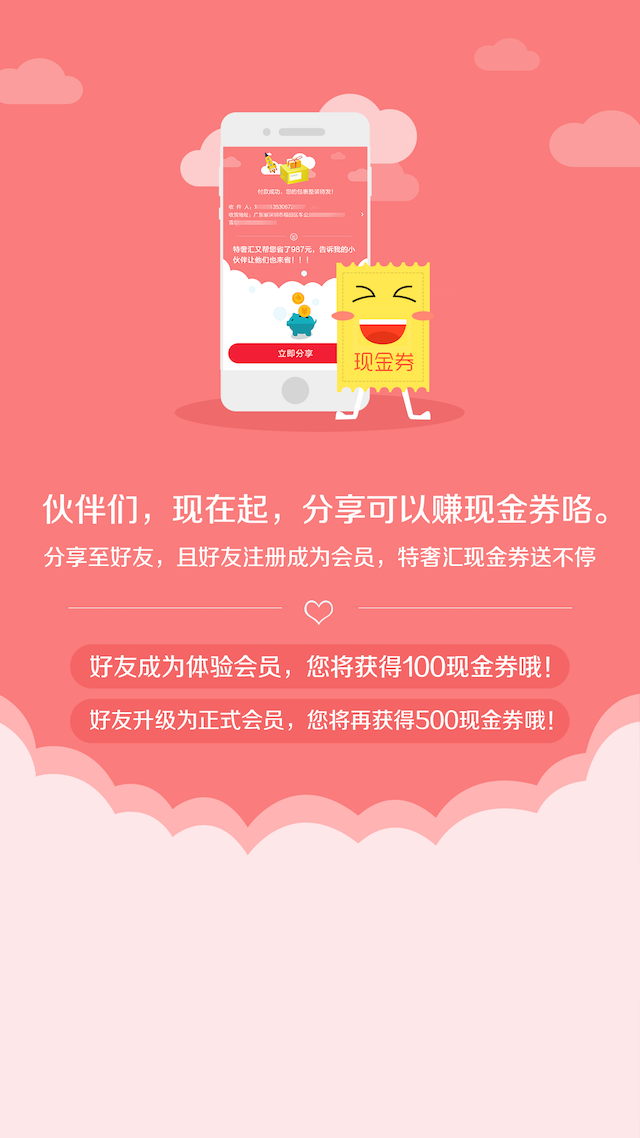 付款成功，您的包裹整装待发！
收 件 人：
收货地址：广东省深圳市福田区车公
特奢汇又帮您省了987元，告诉我的小
伙伴让他们也来省！！！
立即分享
现金券
伙伴们，现在起，分享可以赚现金券咯。
分享至好友，且好友注册成为会员，特奢汇现金券送不停
好友成为体验会员，您将获得100现金券哦！
好友升级为正式会员，您将再获得500现金券哦！